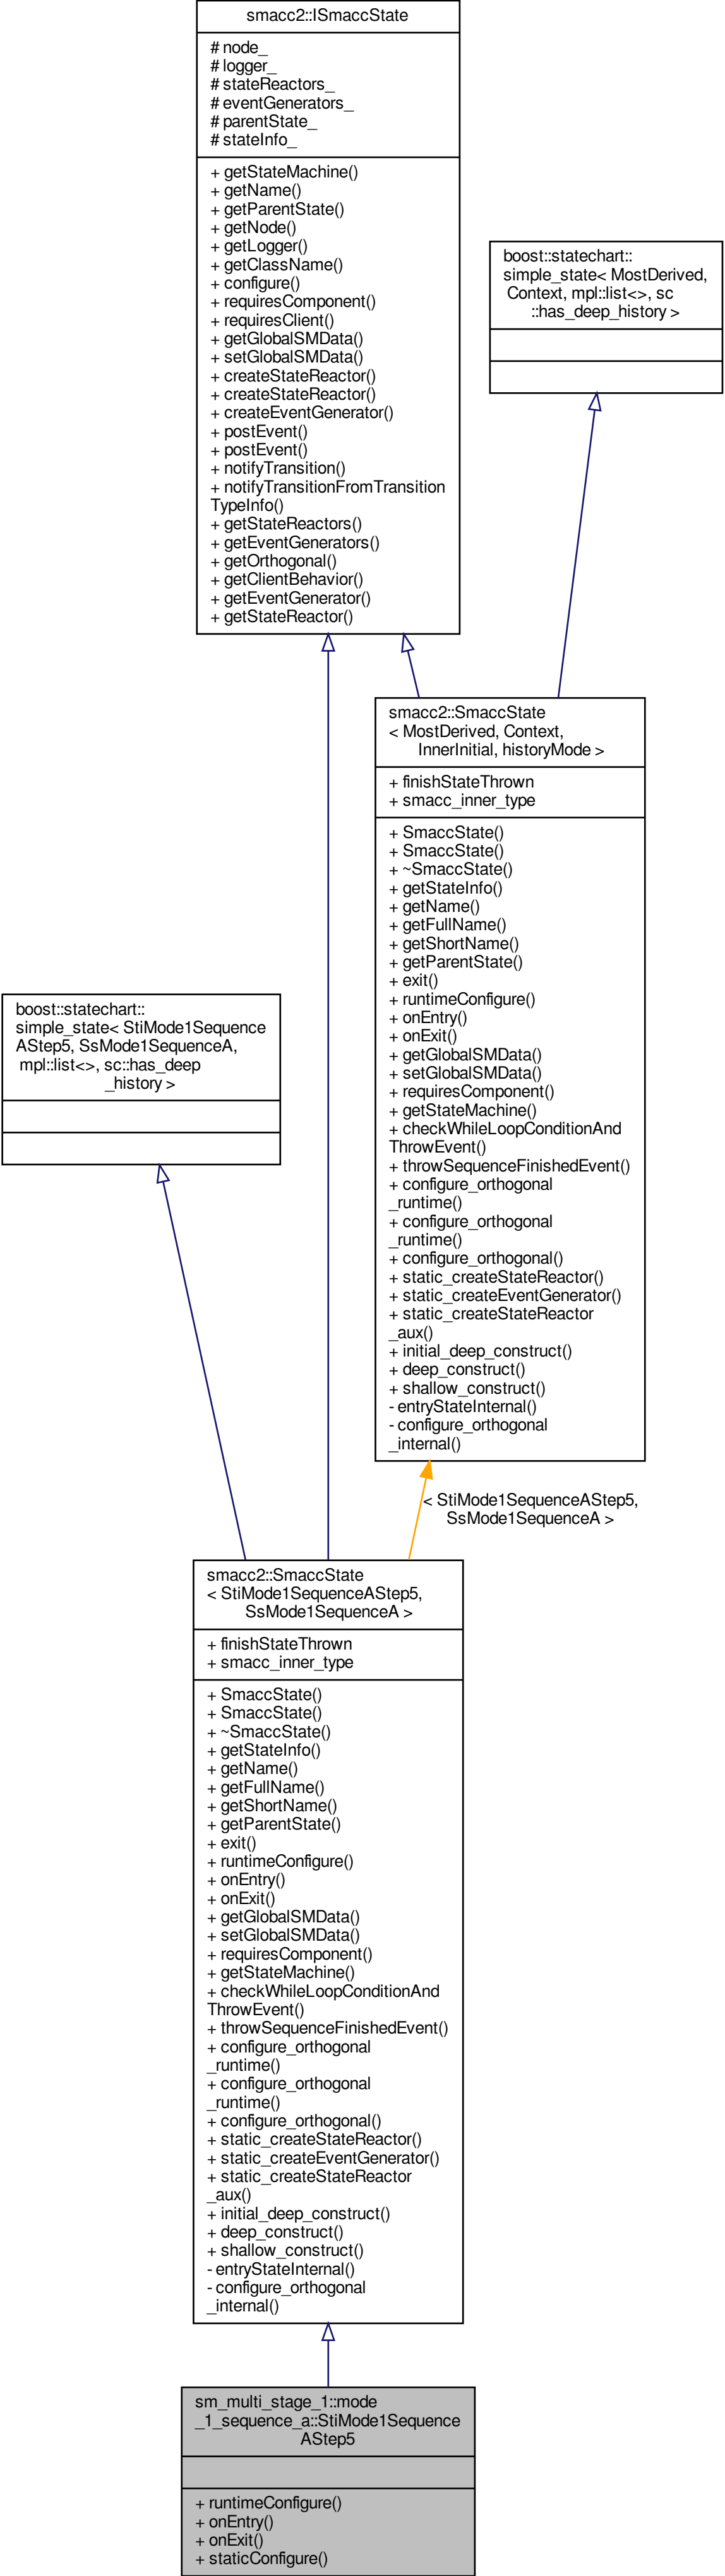 smacc2::ISmaccState
# node_
# logger_
# stateReactors_
# eventGenerators_
# parentState_
# stateInfo_
+ getStateMachine()
+ getName()
+ getParentState()
+ getNode()
+ getLogger()
+ getClassName()
+ configure()
+ requiresComponent()
+ requiresClient()
+ getGlobalSMData()
+ setGlobalSMData()
+ createStateReactor()
+ createStateReactor()
+ createEventGenerator()
+ postEvent()
+ postEvent()
+ notifyTransition()
+ notifyTransitionFromTransition
TypeInfo()
+ getStateReactors()
+ getEventGenerators()
+ getOrthogonal()
+ getClientBehavior()
+ getEventGenerator()
+ getStateReactor()
boost::statechart::
simple_state< MostDerived,
Context, mpl::list<>, sc
::has_deep_history >
smacc2::SmaccState
< MostDerived, Context,
InnerInitial, historyMode >
+ finishStateThrown
+ smacc_inner_type
+ SmaccState()
+ SmaccState()
+ ~SmaccState()
+ getStateInfo()
+ getName()
+ getFullName()
+ getShortName()
+ getParentState()
+ exit()
+ runtimeConfigure()
+ onEntry()
+ onExit()
+ getGlobalSMData()
+ setGlobalSMData()
+ requiresComponent()
+ getStateMachine()
+ checkWhileLoopConditionAnd
ThrowEvent()
+ throwSequenceFinishedEvent()
+ configure_orthogonal
_runtime()
+ configure_orthogonal
_runtime()
+ configure_orthogonal()
+ static_createStateReactor()
+ static_createEventGenerator()
+ static_createStateReactor
_aux()
+ initial_deep_construct()
+ deep_construct()
+ shallow_construct()
- entryStateInternal()
- configure_orthogonal
_internal()
boost::statechart::
simple_state< StiMode1Sequence
AStep5, SsMode1SequenceA,
mpl::list<>, sc::has_deep
_history >
< StiMode1SequenceAStep5,
SsMode1SequenceA >
smacc2::SmaccState
< StiMode1SequenceAStep5,
SsMode1SequenceA >
+ finishStateThrown
+ smacc_inner_type
+ SmaccState()
+ SmaccState()
+ ~SmaccState()
+ getStateInfo()
+ getName()
+ getFullName()
+ getShortName()
+ getParentState()
+ exit()
+ runtimeConfigure()
+ onEntry()
+ onExit()
+ getGlobalSMData()
+ setGlobalSMData()
+ requiresComponent()
+ getStateMachine()
+ checkWhileLoopConditionAnd
ThrowEvent()
+ throwSequenceFinishedEvent()
+ configure_orthogonal
_runtime()
+ configure_orthogonal
_runtime()
+ configure_orthogonal()
+ static_createStateReactor()
+ static_createEventGenerator()
+ static_createStateReactor
_aux()
+ initial_deep_construct()
+ deep_construct()
+ shallow_construct()
- entryStateInternal()
- configure_orthogonal
_internal()
sm_multi_stage_1::mode
_1_sequence_a::StiMode1Sequence
AStep5
+ runtimeConfigure()
+ onEntry()
+ onExit()
+ staticConfigure()